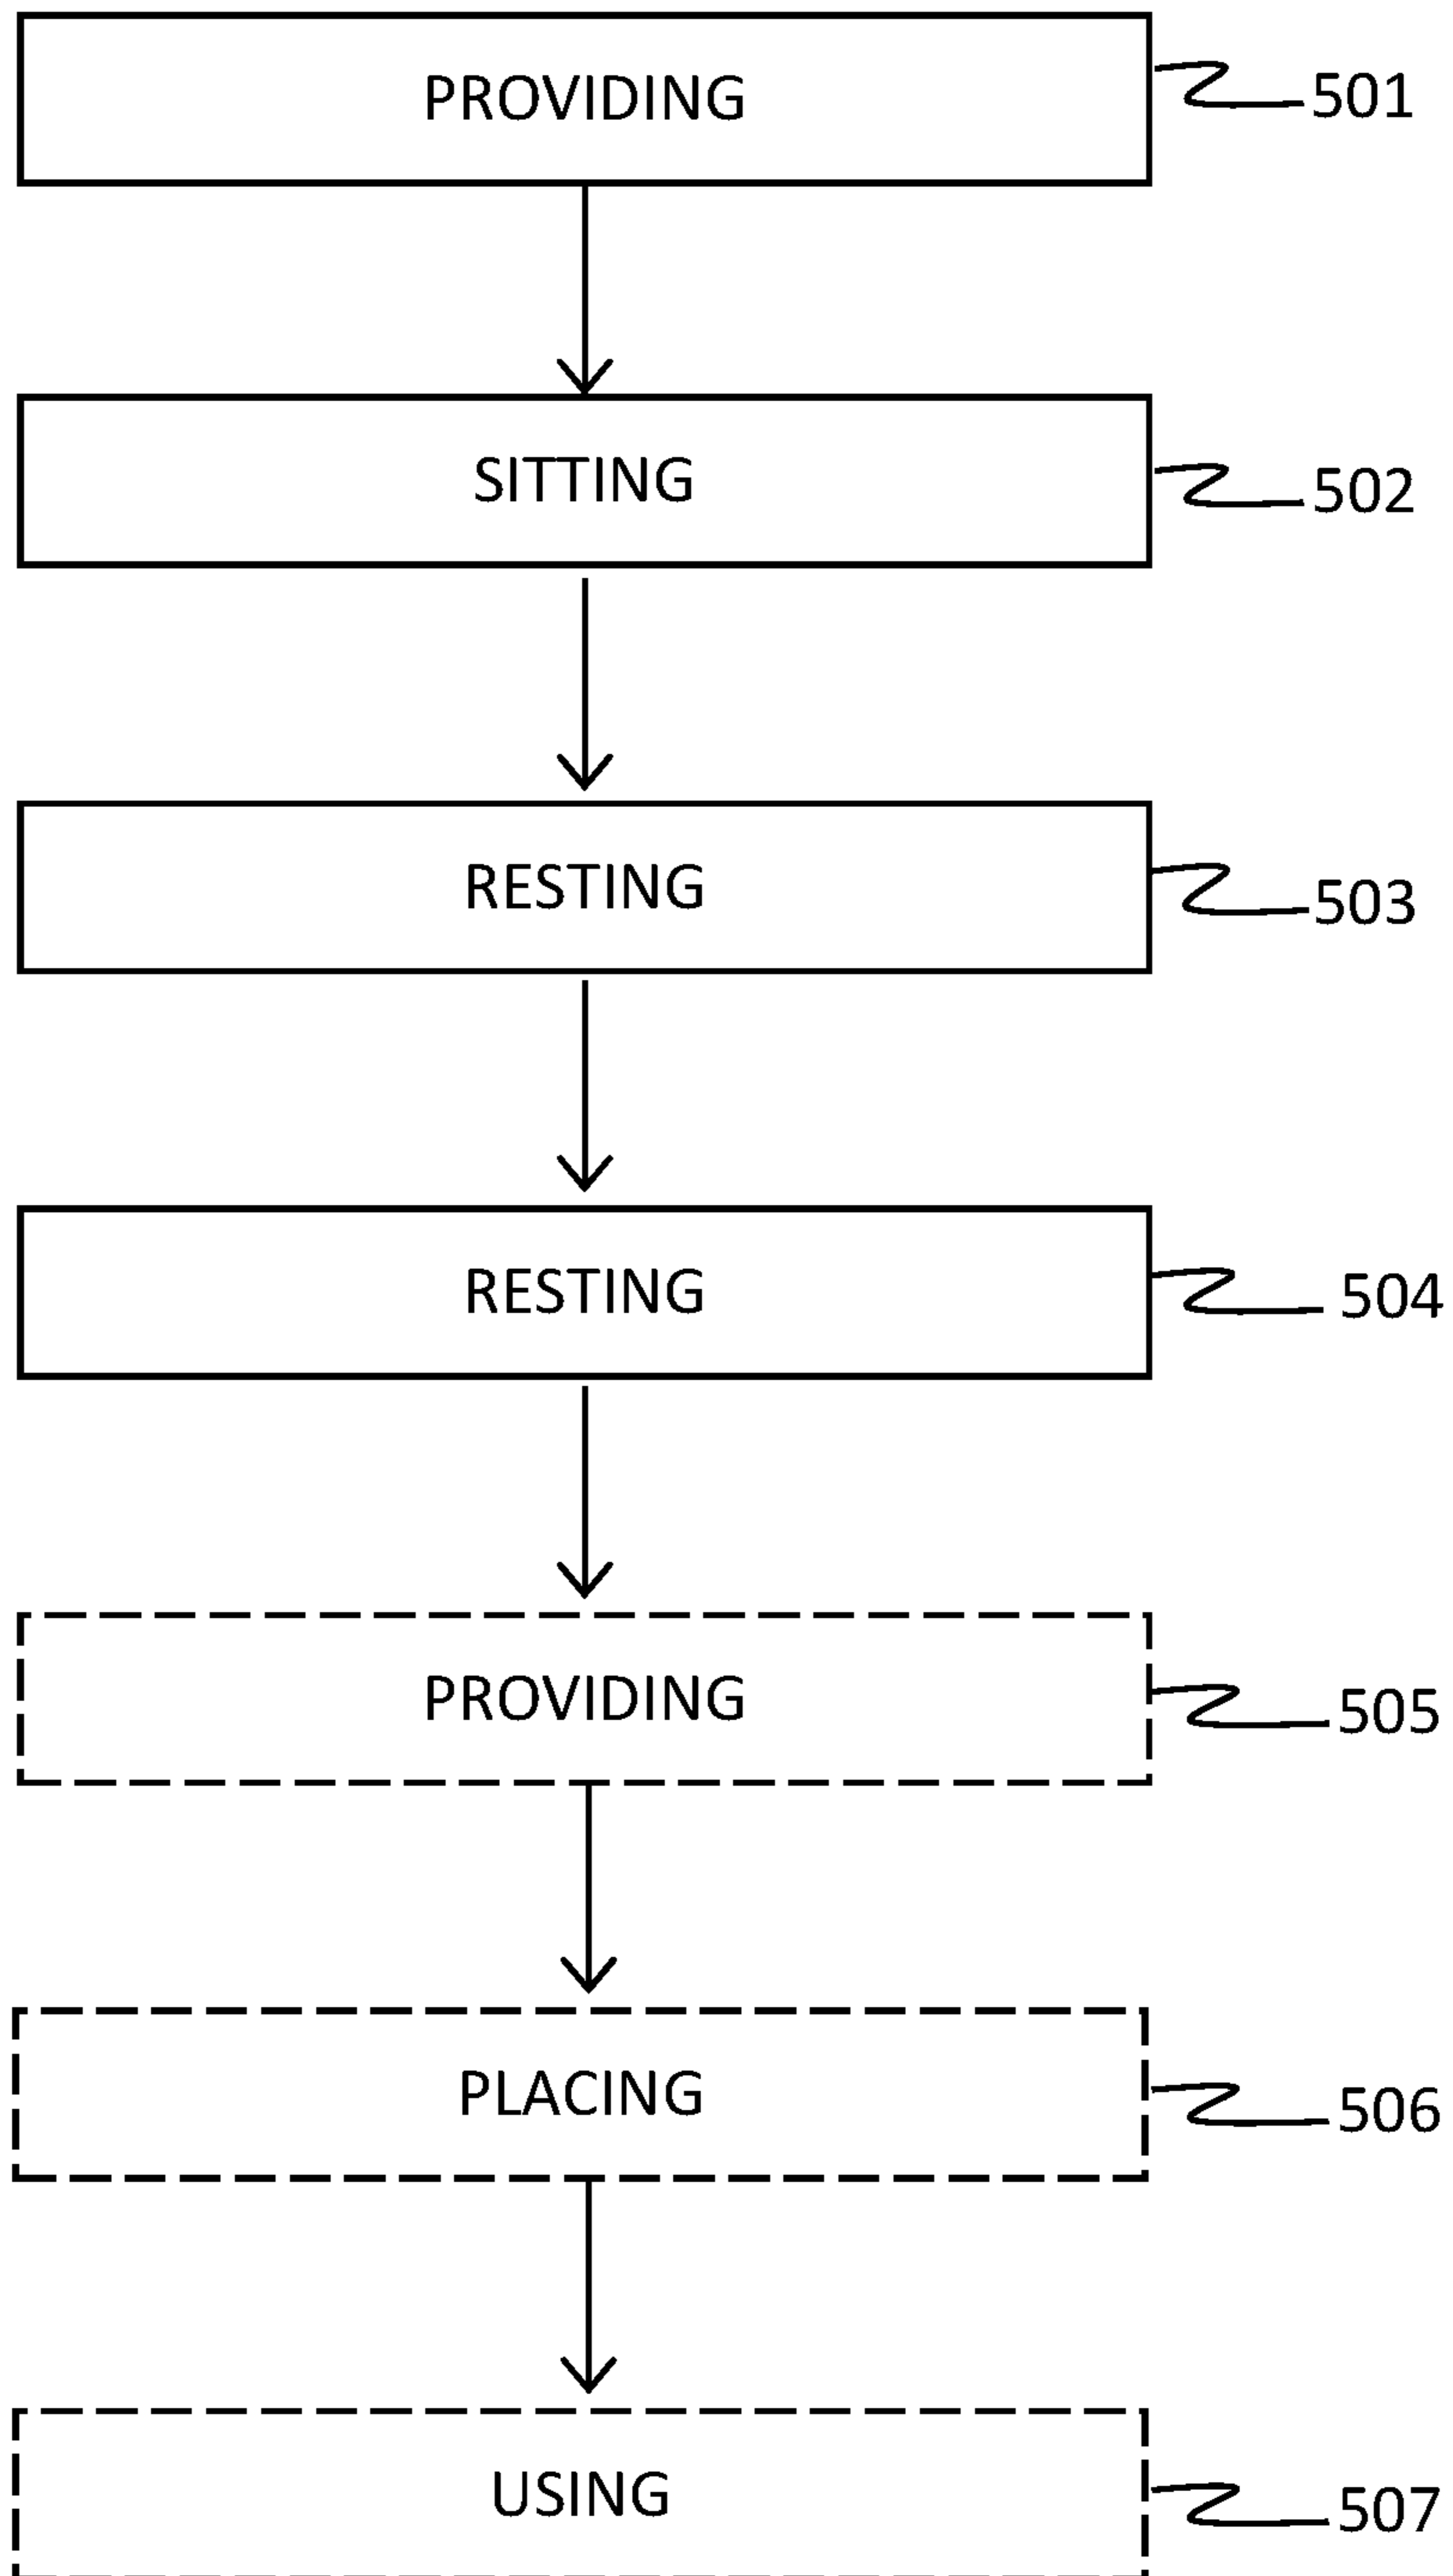 PROVIDING 501
SITTING 502
RESTING 503
RESTING 504
PROVIDING 505
PLACING 506
USING 507